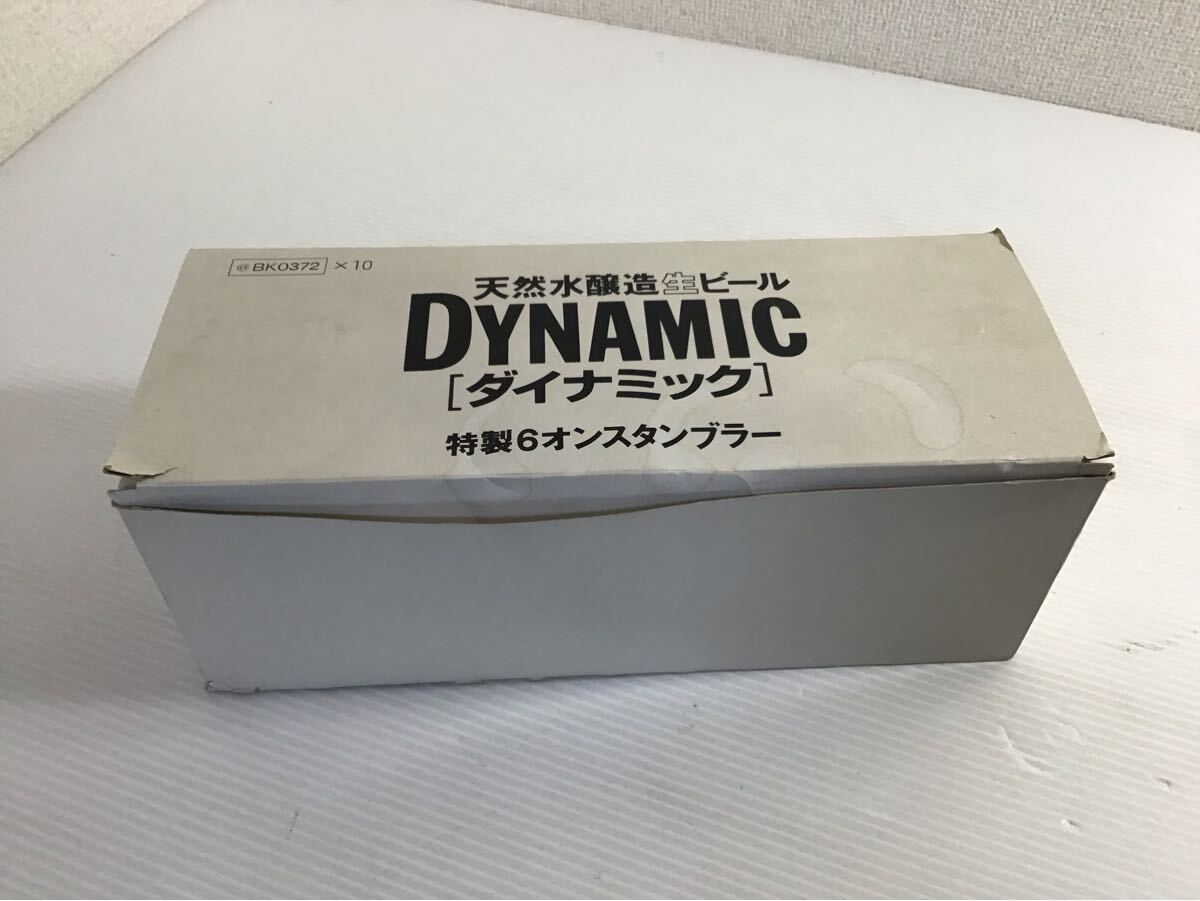 @BK0372 ×10
天然水醸造生ビール
DYNAMIC
[ダイナミック]
特製6オンスタンブラー